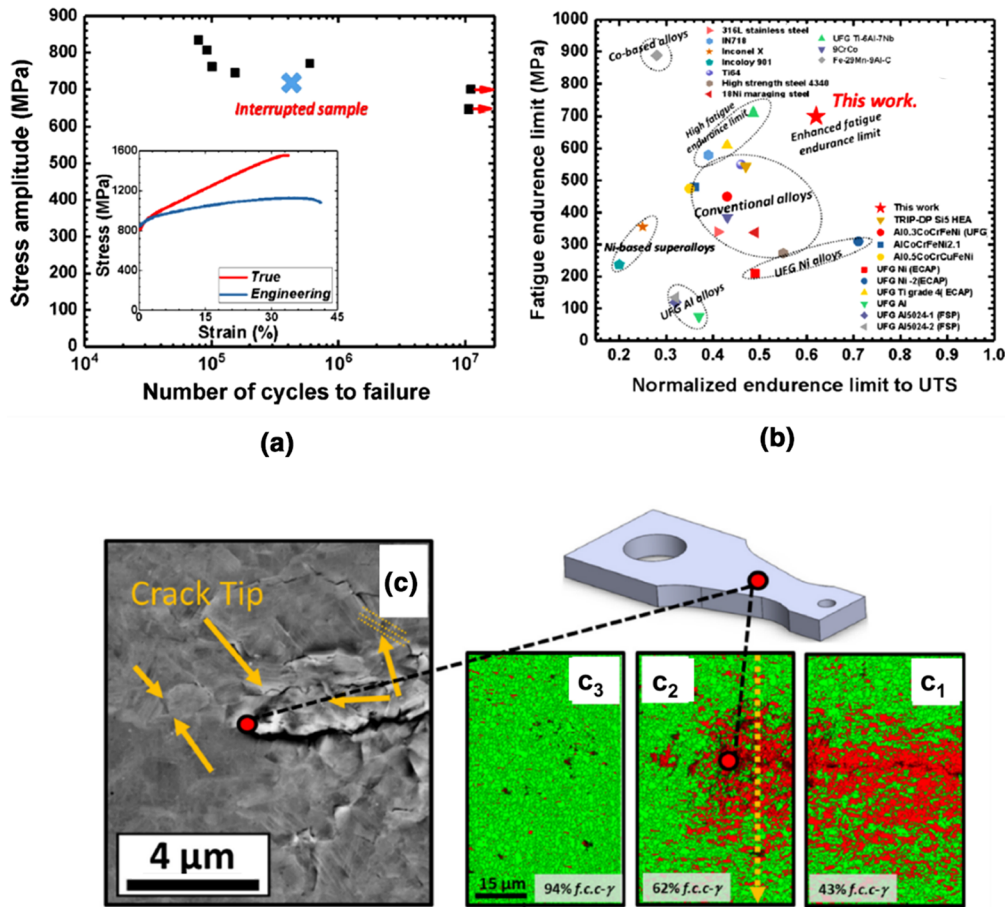 (a)
Stress amplitude (MPa)
900
800
700
600
500
400
300
200
100
0
Interrupted sample
Stress (MPa)
1600
1200
800
400
0
True
Engineering
0
15
30
45
Strain (%)
10⁴
10⁵
10⁶
10⁷
Number of cycles to failure
(a)
(b)
Fatigue endurence limit (MPa)
1000
900
800
700
600
500
400
300
200
100
0
Co-based alloys
316L stainless steel
IN718
Inconel X
Incoloy 901
Ti64
High strength steel 4340
18Ni maraging steel
UFG Ti-6Al-7Nb
9CrCo
Fe-29Mn-9Al-C
This work.
Enhanced fatigue
endurance limit
High fatigue
endurance limit
Conventional alloys
Ni-based superalloys
UFG Ni alloys
UFG Al alloys
This work
TRIP-DP Si5 HEA
Al0.3CoCrFeNi (UFG
AlCoCrFeNi2.1
Al0.5CoCrCuFeNi
UFG Ni (ECAP)
UFG Ni -2(ECAP)
UFG Ti grade 4( ECAP)
UFG Al
UFG Al5024-1 (FSP)
UFG Al5024-2 (FSP)
0.2
0.3
0.4
0.5
0.6
0.7
0.8
0.9
1.0
Normalized endurence limit to UTS
(b)
(c)
Crack Tip
4 µm
c₃
15 µm
94% f.c.c-γ
c₂
62% f.c.c-γ
c₁
43% f.c.c-γ